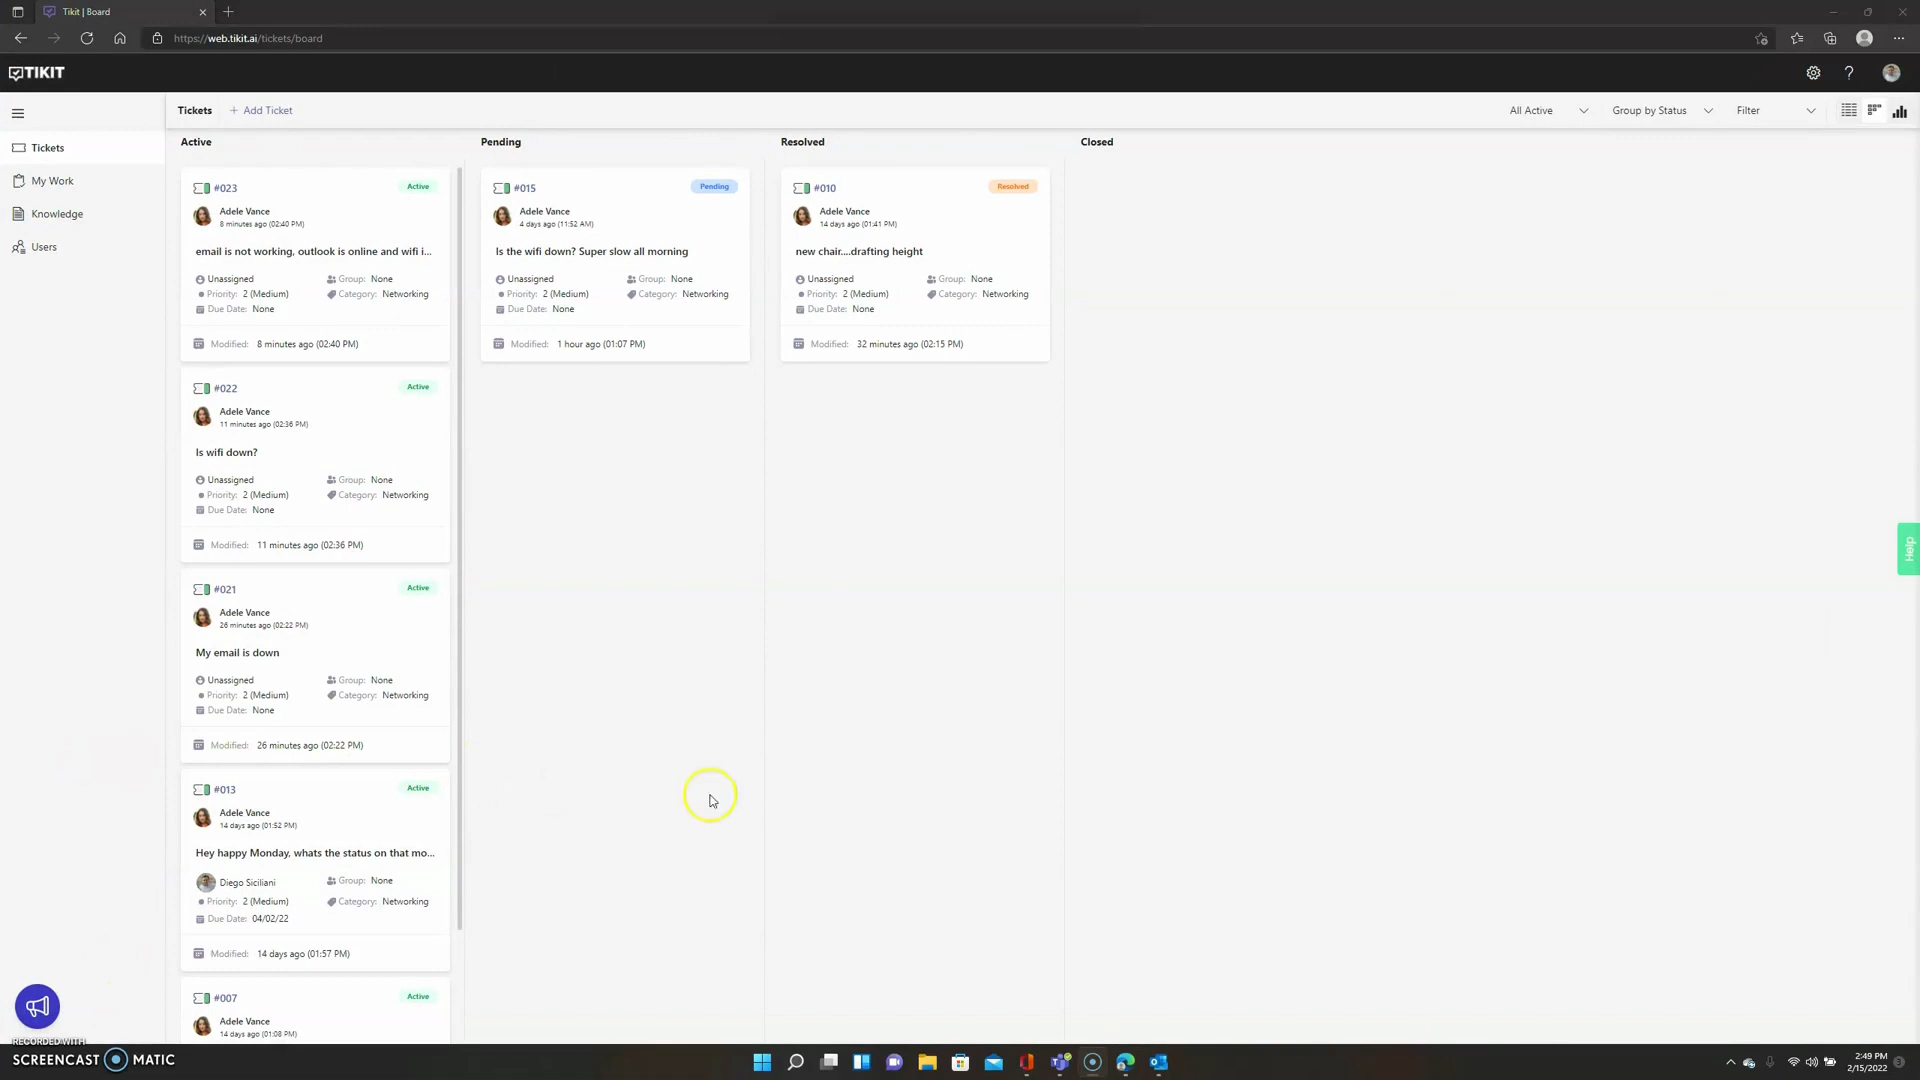 Tikit | Board
https://web.tikit.ai/tickets/board
TIKIT
Tickets
+ Add Ticket
All Active
Group by Status
Filter
Tickets
My Work
Knowledge
Users
Active
Pending
Resolved
Closed
#023
Active
Adele Vance
8 minutes ago (02:40 PM)
email is not working, outlook is online and wifi i...
Unassigned
Group: None
Priority: 2 (Medium)
Category: Networking
Due Date: None
Modified: 8 minutes ago (02:40 PM)
#022
Active
Adele Vance
11 minutes ago (02:36 PM)
Is wifi down?
Unassigned
Group: None
Priority: 2 (Medium)
Category: Networking
Due Date: None
Modified: 11 minutes ago (02:36 PM)
#021
Active
Adele Vance
26 minutes ago (02:22 PM)
My email is down
Unassigned
Group: None
Priority: 2 (Medium)
Category: Networking
Due Date: None
Modified: 26 minutes ago (02:22 PM)
#013
Active
Adele Vance
14 days ago (01:52 PM)
Hey happy Monday, whats the status on that mo...
Diego Siciliani
Group: None
Priority: 2 (Medium)
Category: Networking
Due Date: 04/02/22
Modified: 14 days ago (01:57 PM)
#007
Active
Adele Vance
14 days ago (01:08 PM)
#015
Pending
Adele Vance
4 days ago (11:52 AM)
Is the wifi down? Super slow all morning
Unassigned
Group: None
Priority: 2 (Medium)
Category: Networking
Due Date: None
Modified: 1 hour ago (01:07 PM)
#010
Resolved
Adele Vance
14 days ago (01:41 PM)
new chair....drafting height
Unassigned
Group: None
Priority: 2 (Medium)
Category: Networking
Due Date: None
Modified: 32 minutes ago (02:15 PM)
Help
RECORDED WITH
SCREENCAST MATIC
2:49 PM
2/15/2022